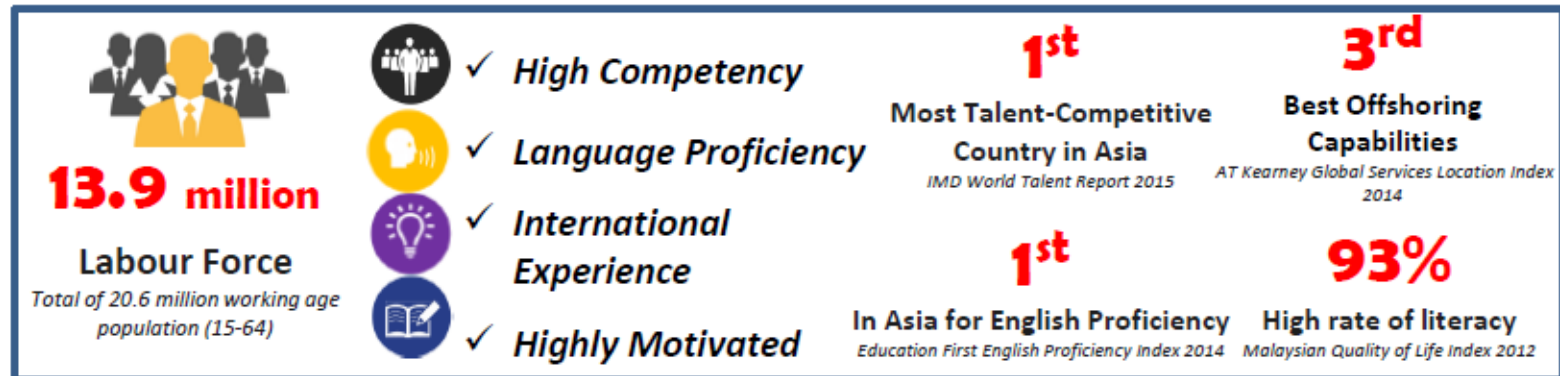 13.9 million
Labour Force
Total of 20.6 million working age
population (15-64)
✓ High Competency
✓ Language Proficiency
✓ International
Experience
✓ Highly Motivated
1st
Most Talent-Competitive
Country in Asia
IMD World Talent Report 2015
3rd
Best Offshoring
Capabilities
AT Kearney Global Services Location Index
2014
1st
In Asia for English Proficiency
Education First English Proficiency Index 2014
93%
High rate of literacy
Malaysian Quality of Life Index 2012